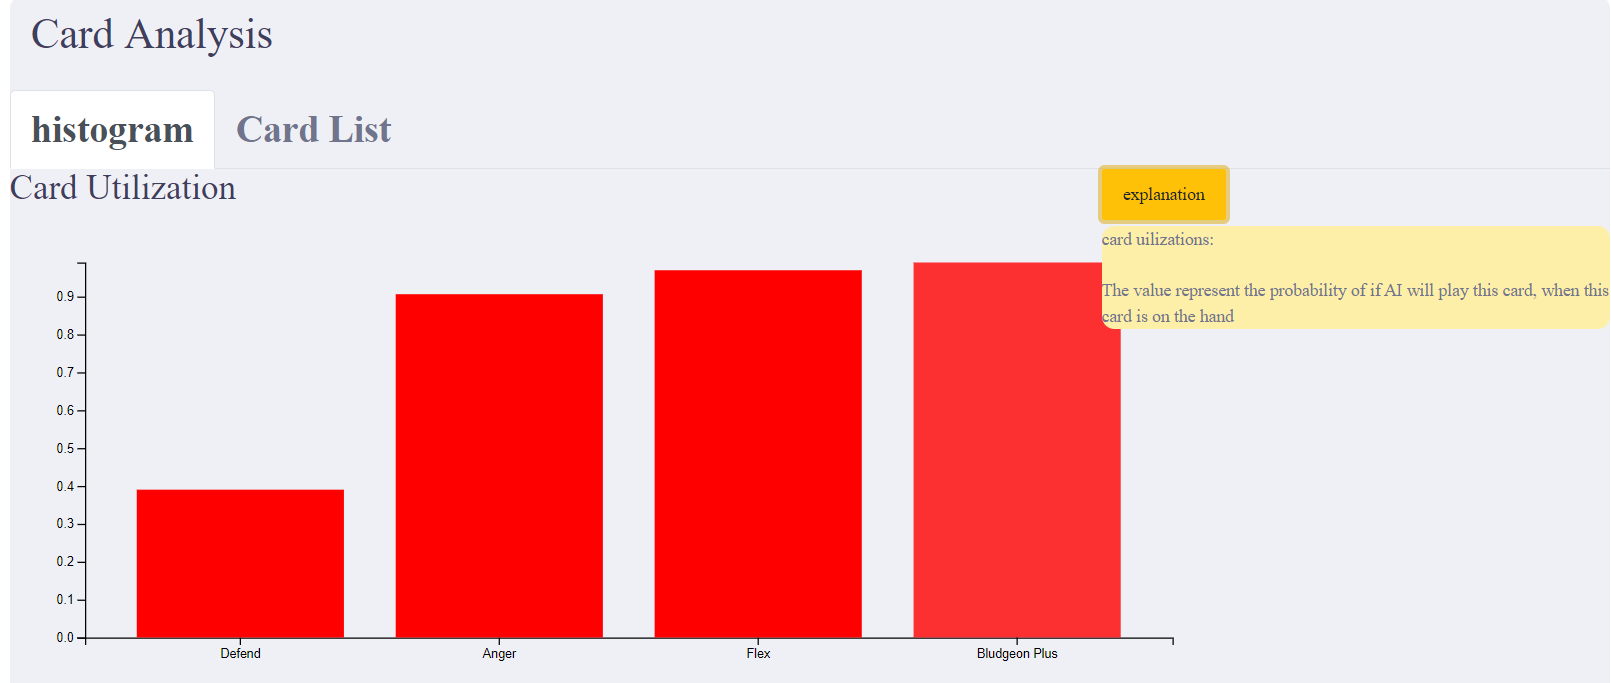 Card Analysis
histogram
Card List
Card Utilization
explanation
card uilizations:
The value represent the probability of if AI will play this card, when this
card is on the hand
0.9
0.8
0.7
0.6
0.5
0.4
0.3
0.2
0.1
0.0
Defend
Anger
Flex
Bludgeon Plus